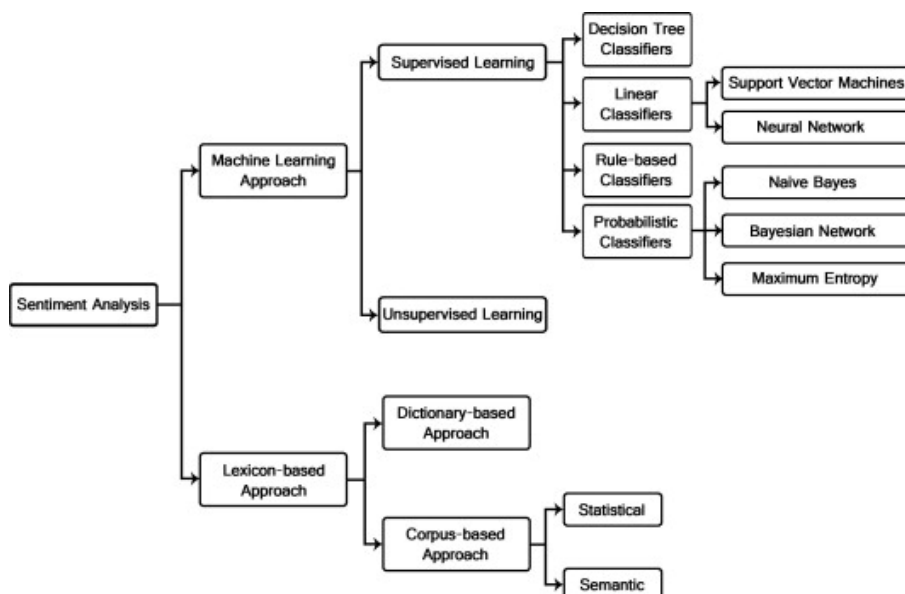 Decision Tree
Classifiers
Supervised Learning
Linear
Classifiers
Support Vector Machines
Neural Network
Machine Learning
Approach
Rule-based
Classifiers
Naive Bayes
Probabilistic
Classifiers
Bayesian Network
Maximum Entropy
Sentiment Analysis
Unsupervised Learning
Dictionary-based
Approach
Lexicon-based
Approach
Corpus-based
Approach
Statistical
Semantic